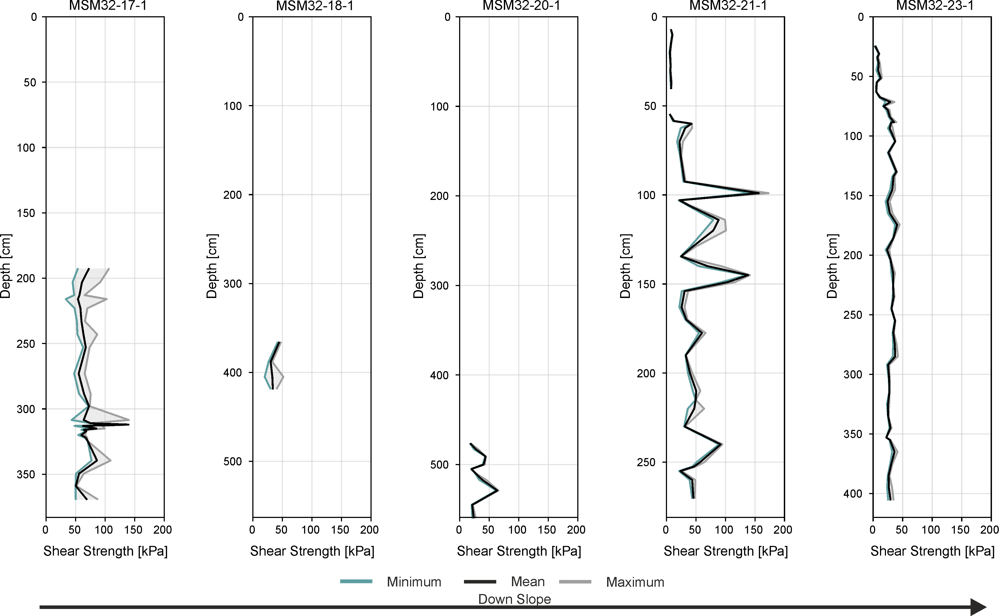 MSM32-17-1
0
50
100
150
200
250
300
350
Depth [cm]
0 50 100 150 200
Shear Strength [kPa]
MSM32-18-1
0
100
200
300
400
500
Depth [cm]
0 50 100 150 200
Shear Strength [kPa]
MSM32-20-1
0
100
200
300
400
500
Depth [cm]
0 50 100 150 200
Shear Strength [kPa]
MSM32-21-1
0
50
100
150
200
250
Depth [cm]
0 50 100 150 200
Shear Strength [kPa]
MSM32-23-1
0
50
100
150
200
250
300
350
400
Depth [cm]
0 50 100 150 200
Shear Strength [kPa]
Minimum Mean Maximum
Down Slope